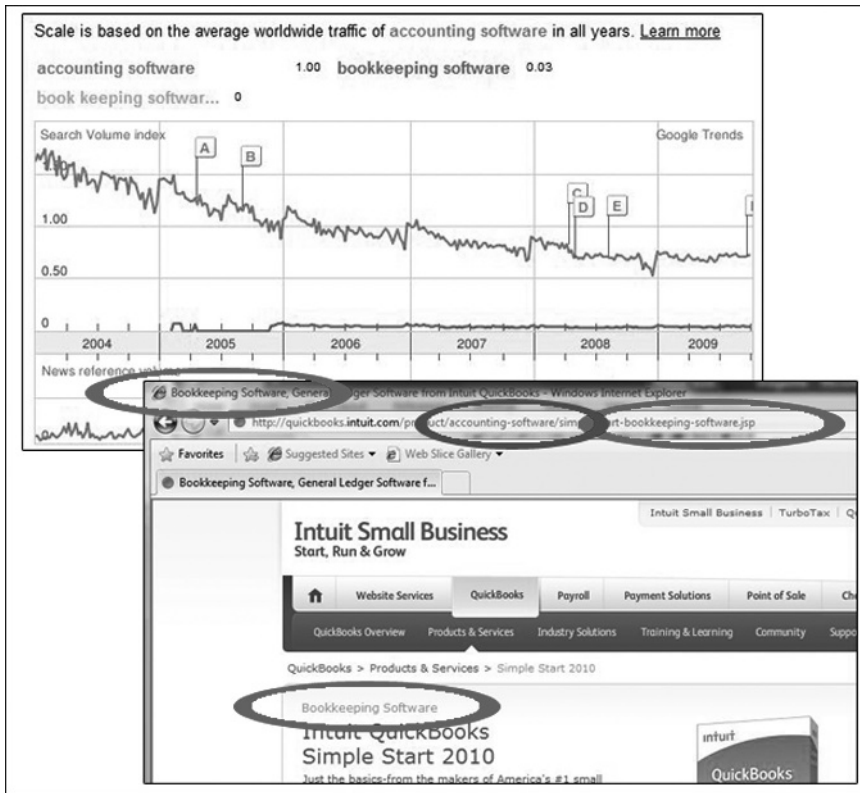 Scale is based on the average worldwide traffic of accounting software in all years. Learn more
accounting software 1.00 bookkeeping software 0.03
book keeping softwar... 0
Search Volume index
Google Trends
A
B
C
D
E
1.00
0.50
0
2004 2005 2006 2007 2008 2009
News reference volume
0
Bookkeeping Software, General Ledger Software from Intuit QuickBooks - Windows Internet Explorer
http://quickbooks.intuit.com/product/accounting-software/simp rt-bookkeeping-software.jsp
Favorites Suggested Sites Web Slice Gallery
Bookkeeping Software, General Ledger Software f...
Intuit Small Business TurboTax
Intuit Small Business
Start, Run & Grow
Website Services QuickBooks Payroll Payment Solutions Point of Sale
QuickBooks Overview Products & Services Industry Solutions Training & Learning Community
QuickBooks > Products & Services > Simple Start 2010
Bookkeeping Software
Intuit QuickBooks
Simple Start 2010
Just the basics-from the makers of America's #1 small
intuit
QuickBooks